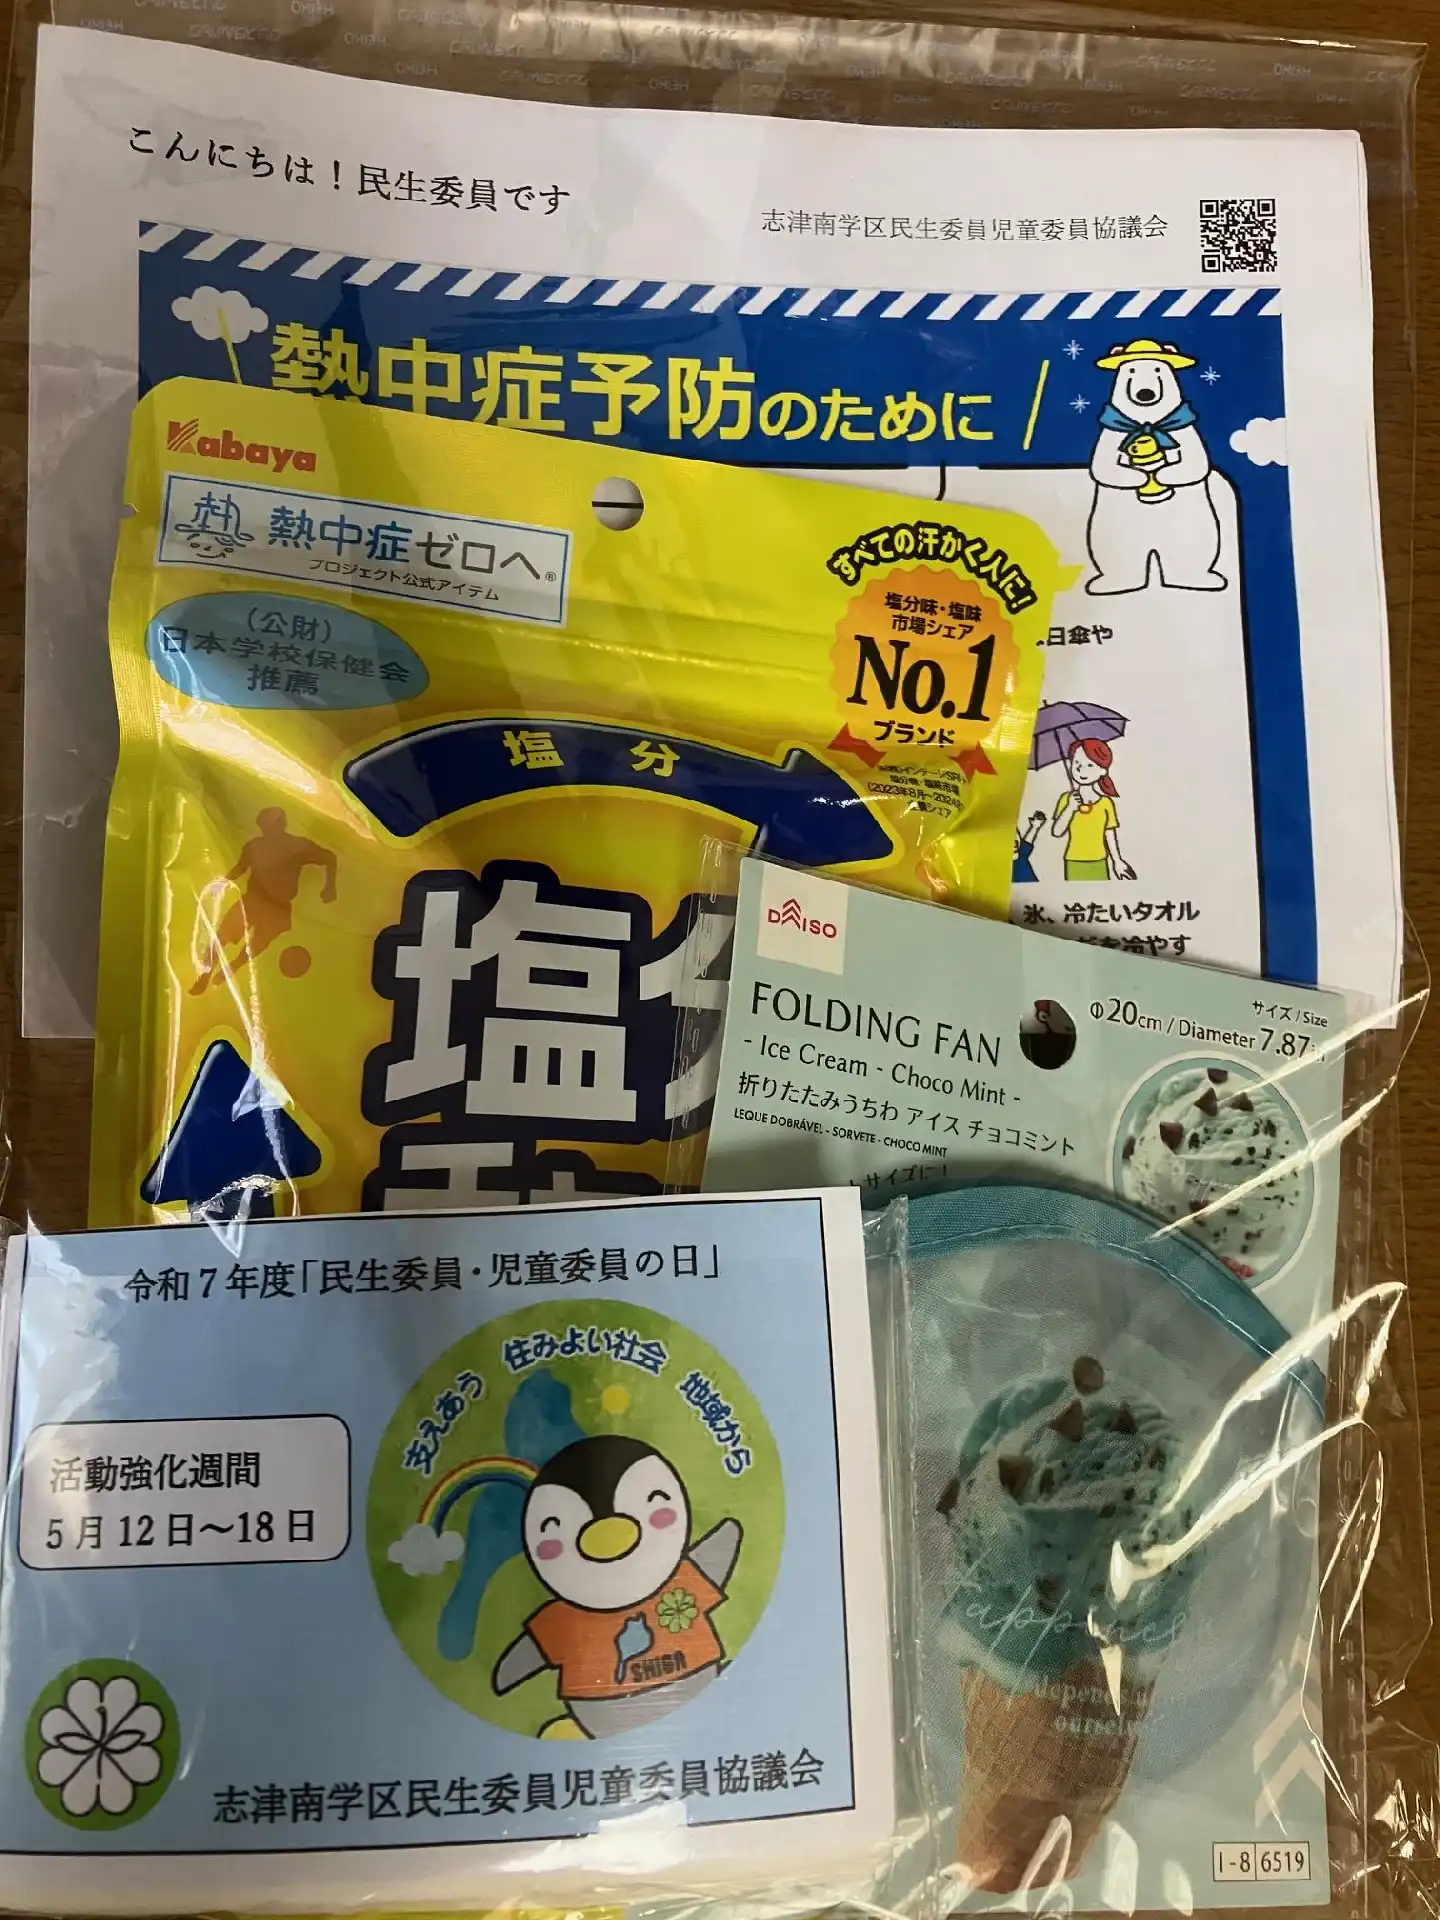 こんにちは！民生委員です
志津南学区民生委員児童委員協議会
熱中症予防のために
Kabaya
熱中症ゼロへ®
プロジェクト公式アイテム
（公財）
日本学校保健会
推薦
すべての汗かく人に!
塩分味・塩味
市場シェア
No.1
ブランド
日傘や
塩分
塩
氷、冷たいタオル
を冷やす
DAISO
FOLDING FAN
- Ice Cream - Choco Mint -
折りたたみうちわ アイス チョコミント
LEQUE DOBRÁVEL - SORVETE - CHOCO MINT
サイズに！
サイズ / Size
Φ20cm / Diameter 7.87in
令和７年度「民生委員・児童委員の日」
支えあう 住みよい社会 地域から
活動強化週間
５月12日～18日
SHIGA
志津南学区民生委員児童委員協議会
I-8 6519